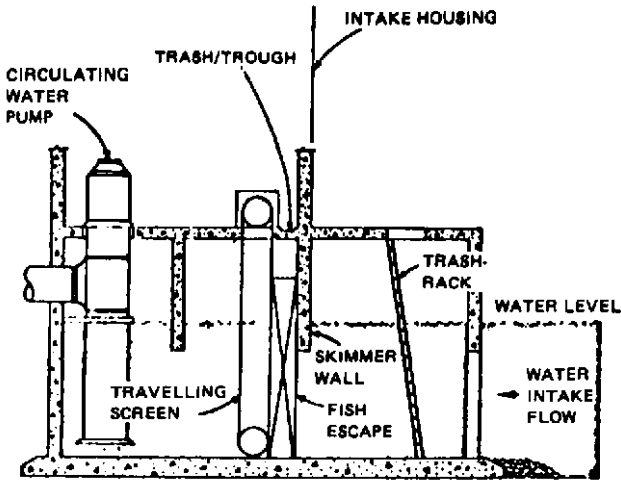 INTAKE HOUSING
TRASH/TROUGH
CIRCULATING
WATER
PUMP
TRASH-
RACK
WATER LEVEL
SKIMMER
WALL
WATER
INTAKE
FLOW
TRAVELLING
SCREEN
FISH
ESCAPE